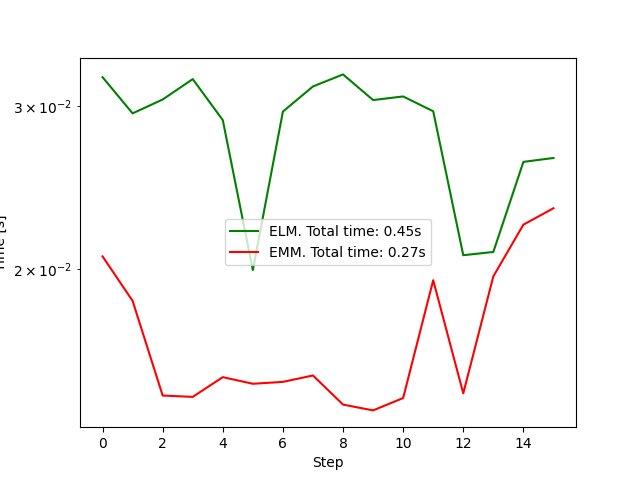 3 × 10⁻²
2 × 10⁻²
Time [s]
ELM. Total time: 0.45s
EMM. Total time: 0.27s
0 2 4 6 8 10 12 14
Step